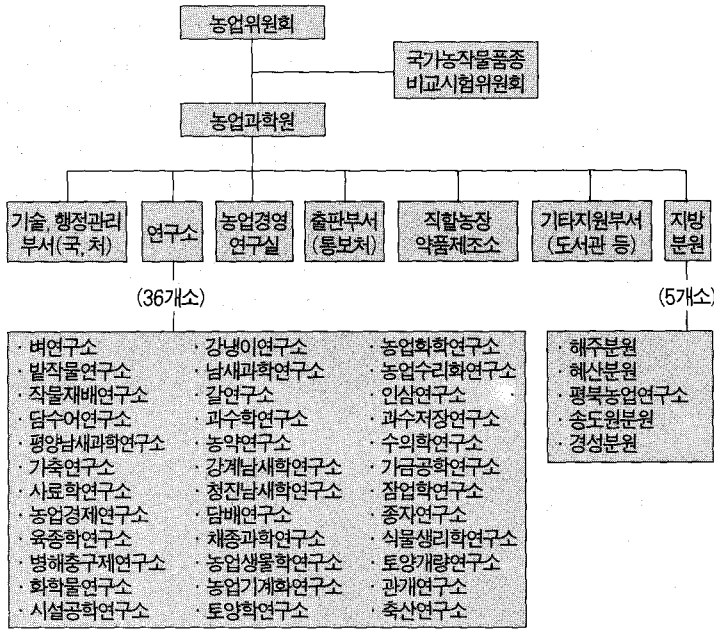 농업위원회
국가농작물품종
비교시험위원회
농업과학원
기술, 행정관리
부서(국, 처)
연구소
농업경영
연구실
출판부서
(통보처)
직할농장
약품제조소
기타지원부서
(도서관 등)
지방
분원
(36개소)
(5개소)
· 벼연구소
· 밭작물연구소
· 작물재배연구소
· 담수어연구소
· 평양남새과학연구소
· 가축연구소
· 사료학연구소
· 농업경제연구소
· 육종학연구소
· 병해충구제연구소
· 화학물연구소
· 시설공학연구소
· 강냉이연구소
· 남새과학연구소
· 갈연구소
· 과수학연구소
· 농약연구소
· 강계남새학연구소
· 청진남새학연구소
· 담배연구소
· 채종과학연구소
· 농업생물학연구소
· 농업기계화연구소
· 토양학연구소
· 농업화학연구소
· 농업수리화연구소
· 인삼연구소
· 과수저장연구소
· 수의학연구소
· 가금공학연구소
· 잠업학연구소
· 종자연구소
· 식물생리학연구소
· 토양개량연구소
· 관개연구소
· 축산연구소
· 해주분원
· 혜산분원
· 평북농업연구소
· 송도원분원
· 경성분원